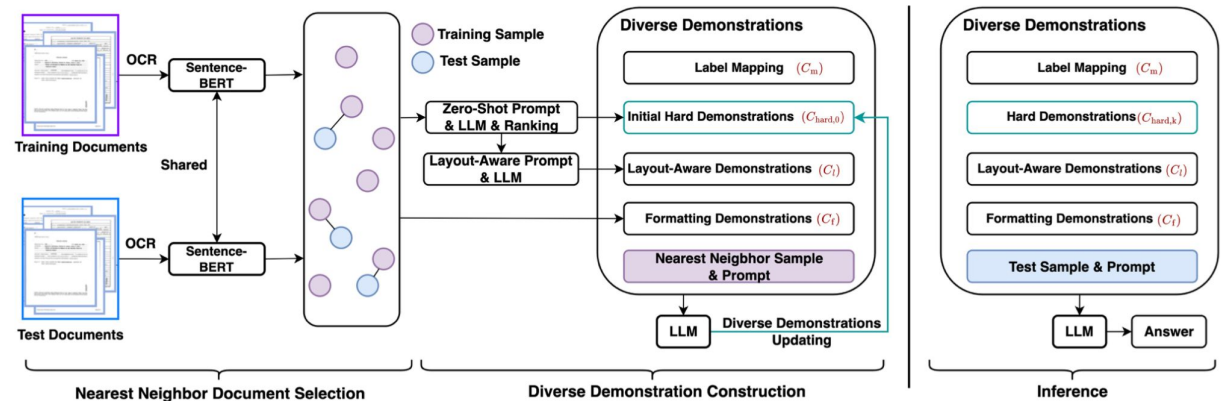 OCR
Sentence-
BERT
Training Documents
Shared
OCR
Sentence-
BERT
Test Documents
Nearest Neighbor Document Selection
Training Sample
Test Sample
Zero-Shot Prompt
& LLM & Ranking
Layout-Aware Prompt
& LLM
Diverse Demonstrations
Label Mapping (Cm)
Initial Hard Demonstrations (Chard,0)
Layout-Aware Demonstrations (Cl)
Formatting Demonstrations (Cf)
Nearest Neigbhor Sample
& Prompt
LLM
Diverse Demonstrations
Updating
Diverse Demonstration Construction
Diverse Demonstrations
Label Mapping (Cm)
Hard Demonstrations(Chard,k)
Layout-Aware Demonstrations (Cl)
Formatting Demonstrations (Cf)
Test Sample & Prompt
LLM
Answer
Inference